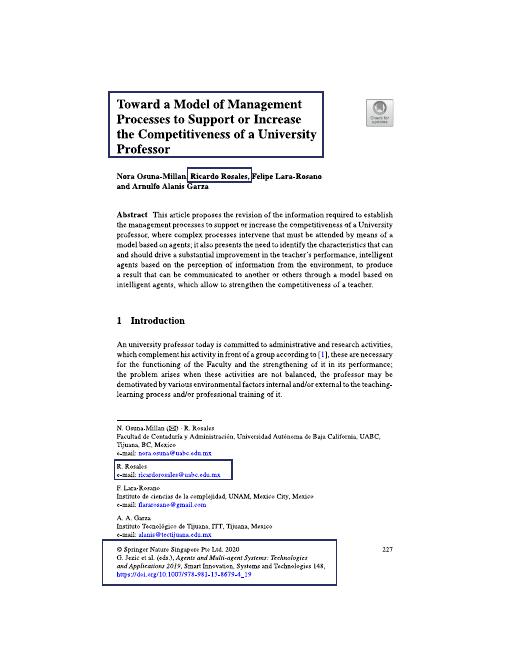 Toward a Model of Management
Processes to Support or Increase
the Competitiveness of a University
Professor
Check for
updates
Nora Osuna-Millan, Ricardo Rosales, Felipe Lara-Rosano
and Arnulfo Alanis Garza
Abstract This article proposes the revision of the information required to establish
the management processes to support or increase the competitiveness of a University
professor, where complex processes intervene that must be attended by means of a
model based on agents; it also presents the need to identify the characteristics that can
and should drive a substantial improvement in the teacher's performance, intelligent
agents based on the perception of information from the environment, to produce
a result that can be communicated to another or others through a model based on
intelligent agents, which allow to strengthen the competitiveness of a teacher.
1 Introduction
An university professor today is committed to administrative and research activities,
which complement his activity in front of a group according to [1], these are necessary
for the functioning of the Faculty and the strengthening of it in its performance;
the problem arises when these activities are not balanced, the professor may be
demotivated by various environmental factors internal and/or external to the teaching-
learning process and/or professional training of it.
N. Osuna-Millan (✉) · R. Rosales
Facultad de Contaduría y Administración, Universidad Autónoma de Baja California, UABC,
Tijuana, BC, Mexico
e-mail: nora.osuna@uabc.edu.mx
R. Rosales
e-mail: ricardorosales@uabc.edu.mx
F. Lara-Rosano
Instituto de ciencias de la complejidad, UNAM, Mexico City, Mexico
e-mail: flararosano@gmail.com
A. A. Garza
Instituto Tecnológico de Tijuana, ITT, Tijuana, Mexico
e-mail: alanis@tectijuana.edu.mx
© Springer Nature Singapore Pte Ltd. 2020
227
G. Jezic et al. (eds.), Agents and Multi-agent Systems: Technologies
and Applications 2019, Smart Innovation, Systems and Technologies 148,
https://doi.org/10.1007/978-981-13-8679-4_19